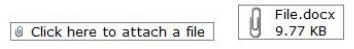 Click here to attach a file
File.docx
9.77 KB